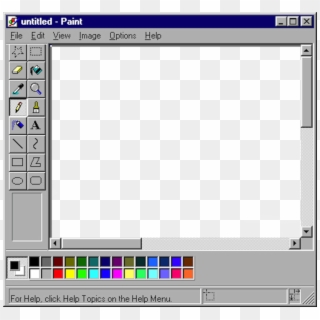 untitled - Paint
File Edit View Image Options Help
A
For Help, click Help Topics on the Help Menu.